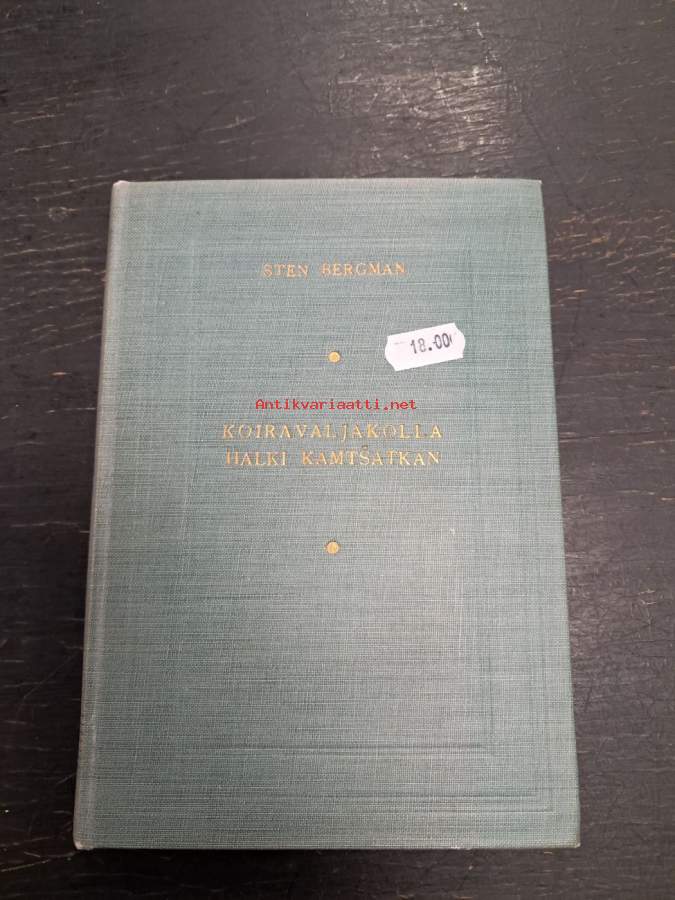 STEN BERGMAN
18.00
Antikvariaatti.net
KOIRAVALJAKOLLA
HALKI KAMTŠATKAN